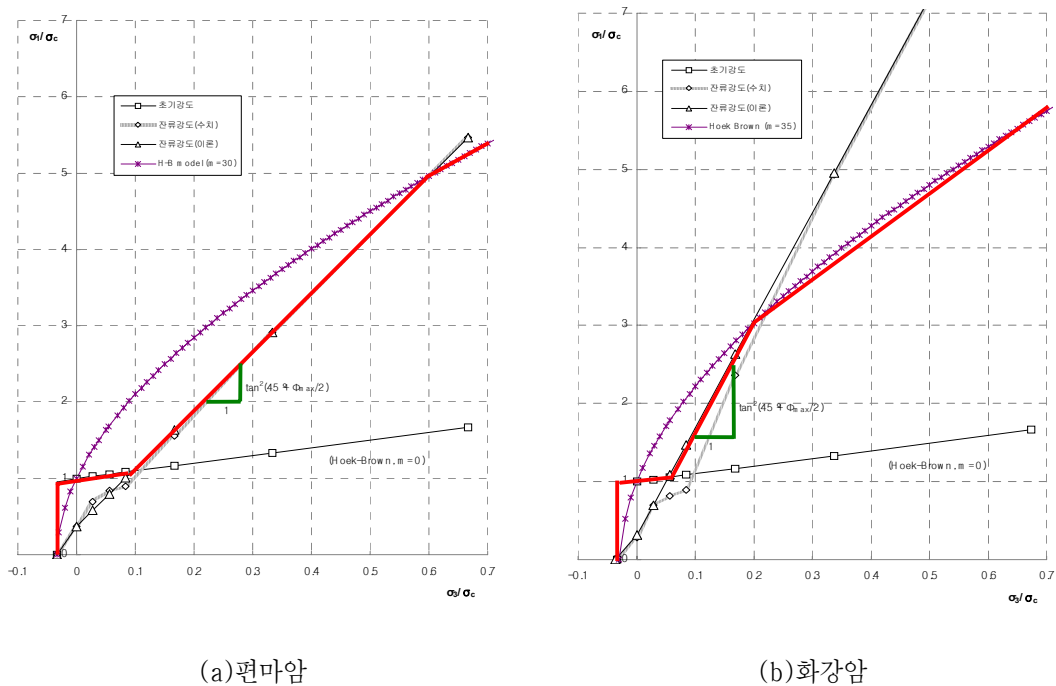 σ₁/σc
7
6
5
4
3
2
1
0
초기강도
잔류강도(수치)
잔류강도(이론)
H-B model (m=30)
tan²(45 + Φmax/2)
1
(Hoek-Brown, m=0)
-0.1 0 0.1 0.2 0.3 0.4 0.5 0.6 0.7
σ₃/σc
(a)편마암
σ₁/σc
7
6
5
4
3
2
1
0
초기강도
잔류강도(수치)
잔류강도(이론)
Hoek Brown (m=35)
tan²(45 + Φmax/2)
1
(Hoek-Brown, m=0)
-0.1 0 0.1 0.2 0.3 0.4 0.5 0.6 0.7
σ₃/σc
(b)화강암